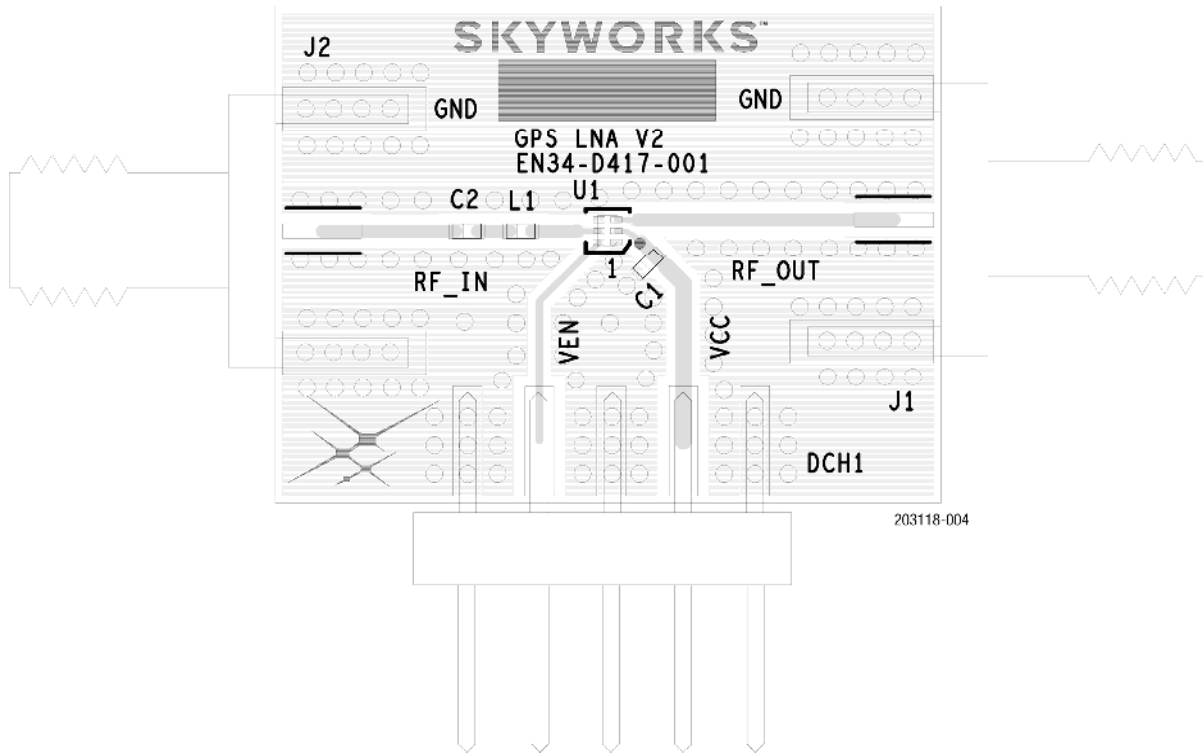 SKYWORKS™
J2
GND
GND
GPS LNA V2
EN34-D417-001
U1
C2
L1
RF_IN
1
C1
RF_OUT
VEN
VCC
J1
DCH1
203118-004